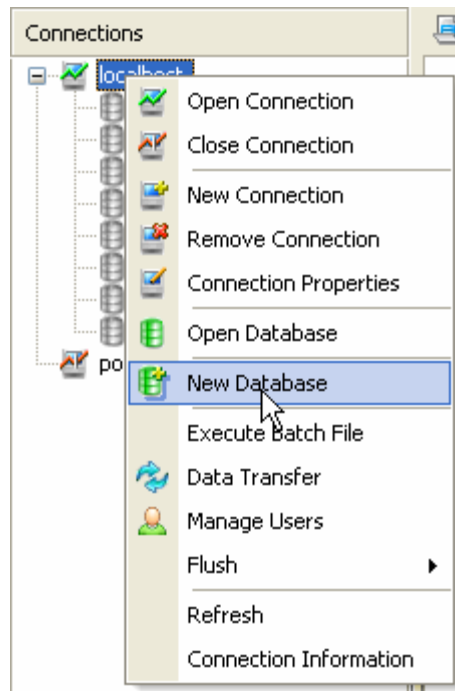 Connections
localhost
Open Connection
Close Connection
New Connection
Remove Connection
Connection Properties
Open Database
po
New Database
Execute Batch File
Data Transfer
Manage Users
Flush
Refresh
Connection Information